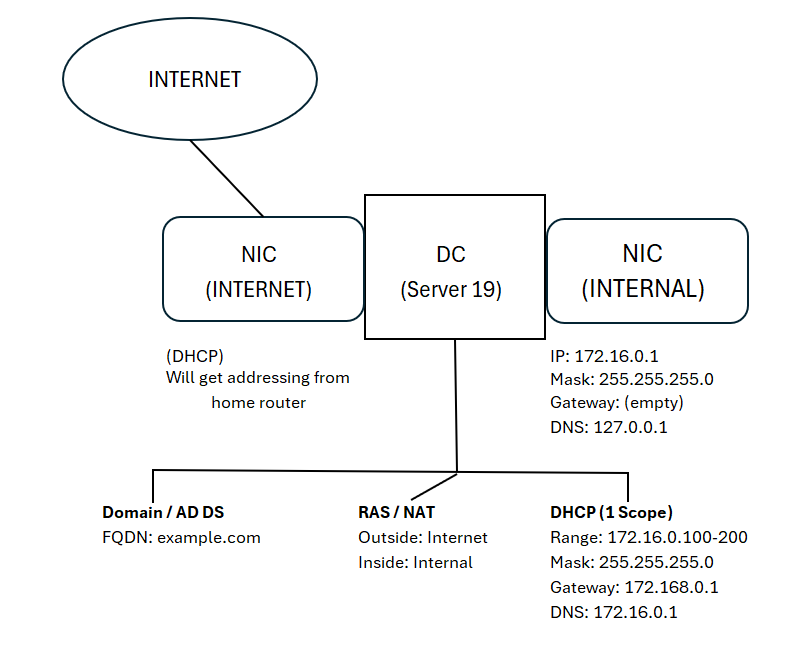 INTERNET
NIC
(INTERNET)
DC
(Server 19)
NIC
(INTERNAL)
(DHCP)
Will get addressing from
home router
IP: 172.16.0.1
Mask: 255.255.255.0
Gateway: (empty)
DNS: 127.0.0.1
Domain / AD DS
FQDN: example.com
RAS / NAT
Outside: Internet
Inside: Internal
DHCP (1 Scope)
Range: 172.16.0.100-200
Mask: 255.255.255.0
Gateway: 172.168.0.1
DNS: 172.16.0.1